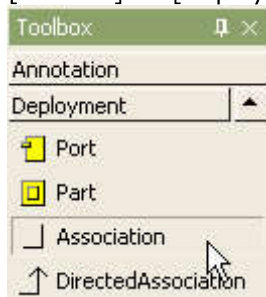 Toolbox
Annotation
Deployment
Port
Part
Association
DirectedAssociation